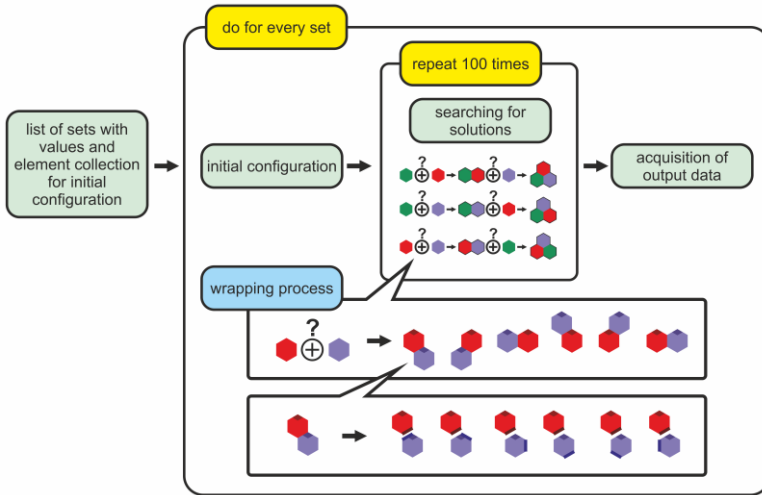 do for every set
repeat 100 times
searching for
solutions
list of sets with
values and
element collection
for initial
configuration
initial configuration
acquisition of
output data
?
?
?
?
?
?
wrapping process
?